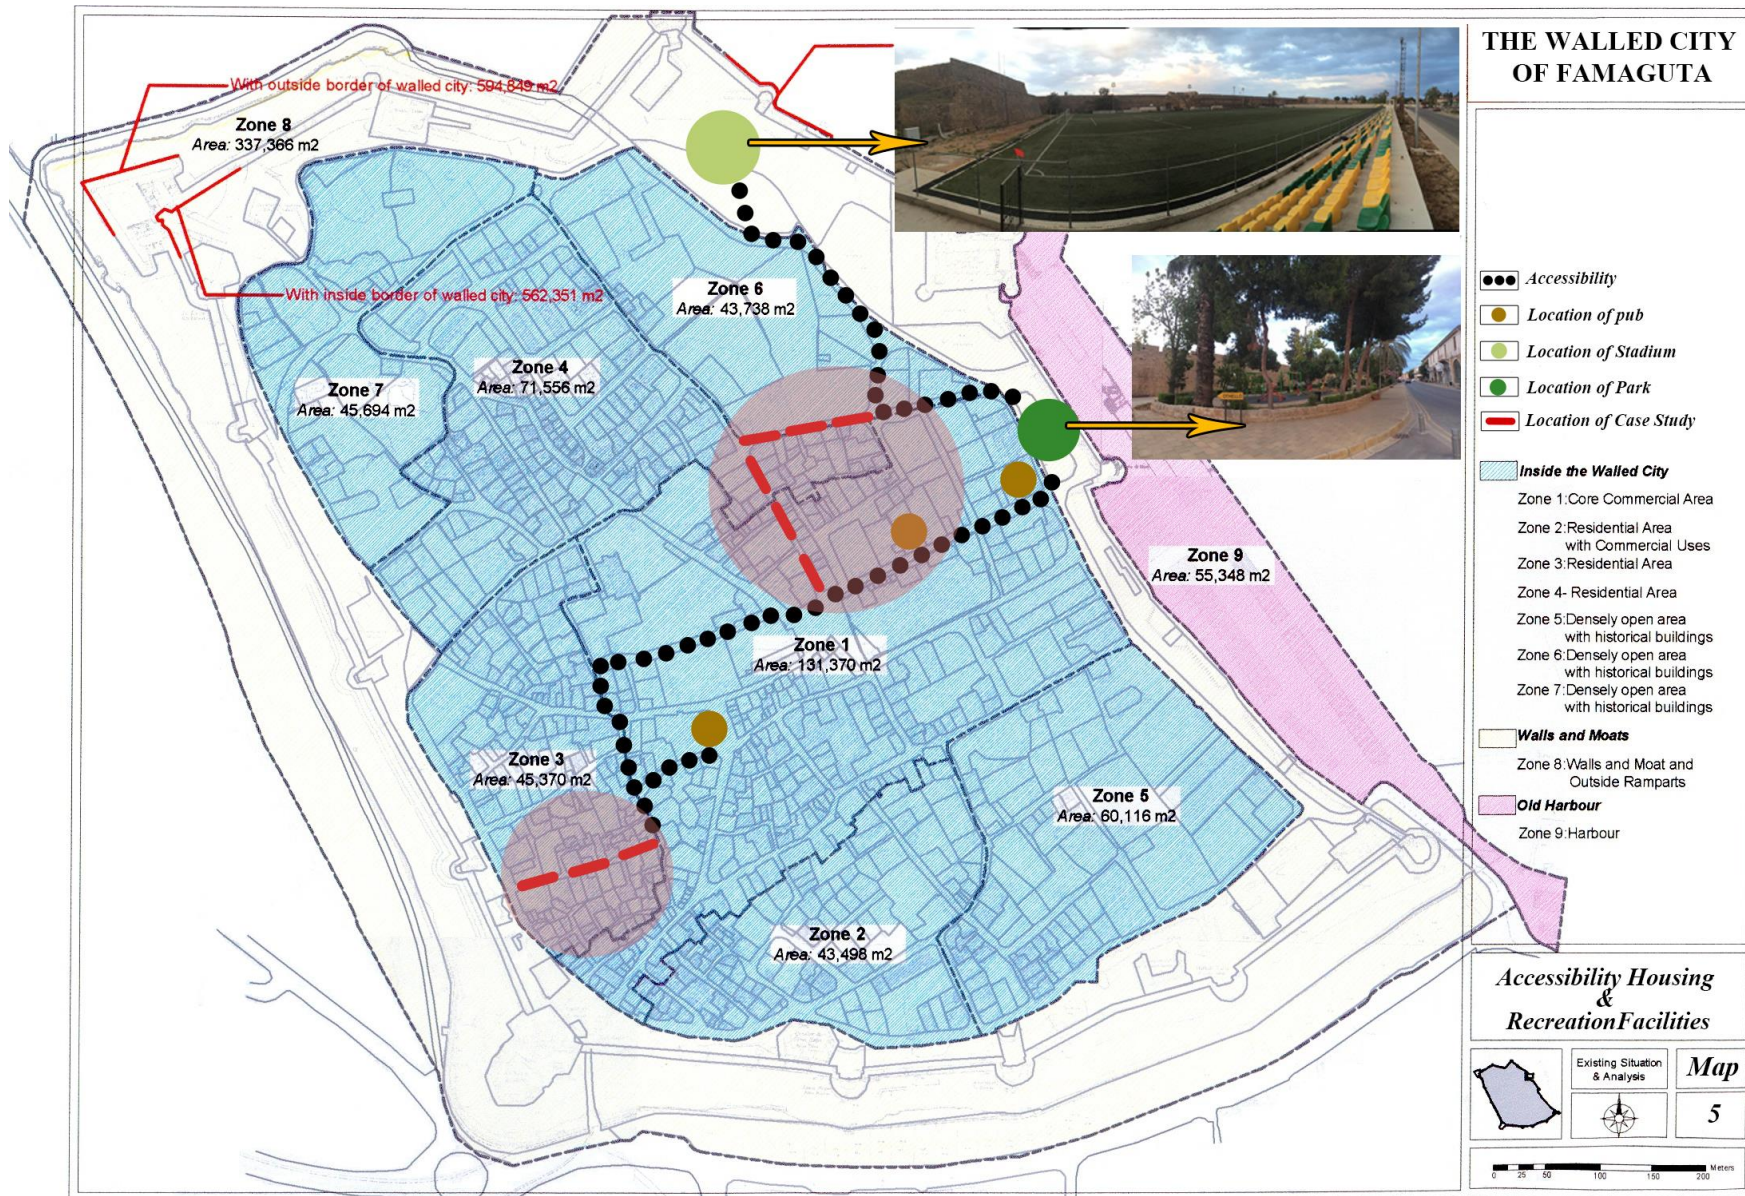 THE WALLED CITY
OF FAMAGUTA
With outside border of walled city: 594,849 m2
Zone 8
Area: 337,366 m2
With inside border of walled city: 562,351 m2
Zone 6
Area: 43,738 m2
Zone 4
Area: 71,556 m2
Zone 7
Area: 45,694 m2
Zone 9
Area: 55,348 m2
Zone 1
Area: 131,370 m2
Zone 3
Area: 45,370 m2
Zone 5
Area: 60,116 m2
Zone 2
Area: 43,498 m2
Accessibility
Location of pub
Location of Stadium
Location of Park
Location of Case Study
Inside the Walled City
Zone 1:Core Commercial Area
Zone 2:Residential Area
with Commercial Uses
Zone 3:Residential Area
Zone 4- Residential Area
Zone 5:Densely open area
with historical buildings
Zone 6:Densely open area
with historical buildings
Zone 7:Densely open area
with historical buildings
Walls and Moats
Zone 8:Walls and Moat and
Outside Ramparts
Old Harbour
Zone 9:Harbour
Accessibility Housing
&
RecreationFacilities
Existing Situation
& Analysis
Map
5
0 25 50 100 150 200 Meters